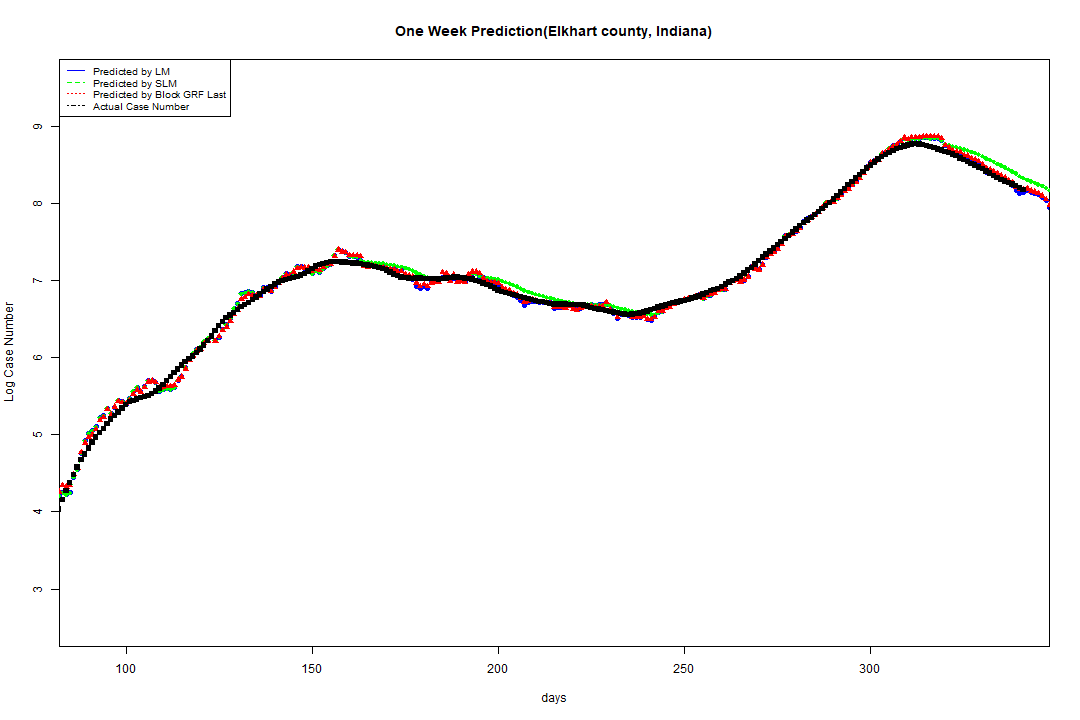 One Week Prediction(Elkhart county, Indiana)
Predicted by LM
Predicted by SLM
Predicted by Block GRF Last
Actual Case Number
9
8
7
6
5
4
3
Log Case Number
100 150 200 250 300
days